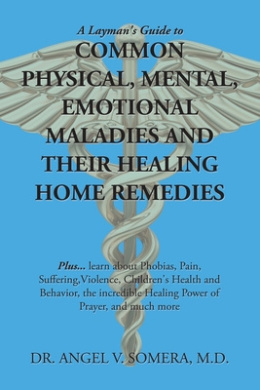 A Layman's Guide to
COMMON
PHYSICAL, MENTAL,
EMOTIONAL
MALADIES AND
THEIR HEALING
HOME REMEDIES
Plus... learn about Phobias, Pain,
Suffering,Violence, Children's Health and
Behavior, the incredible Healing Power of
Prayer, and much more
DR. ANGEL V. SOMERA, M.D.